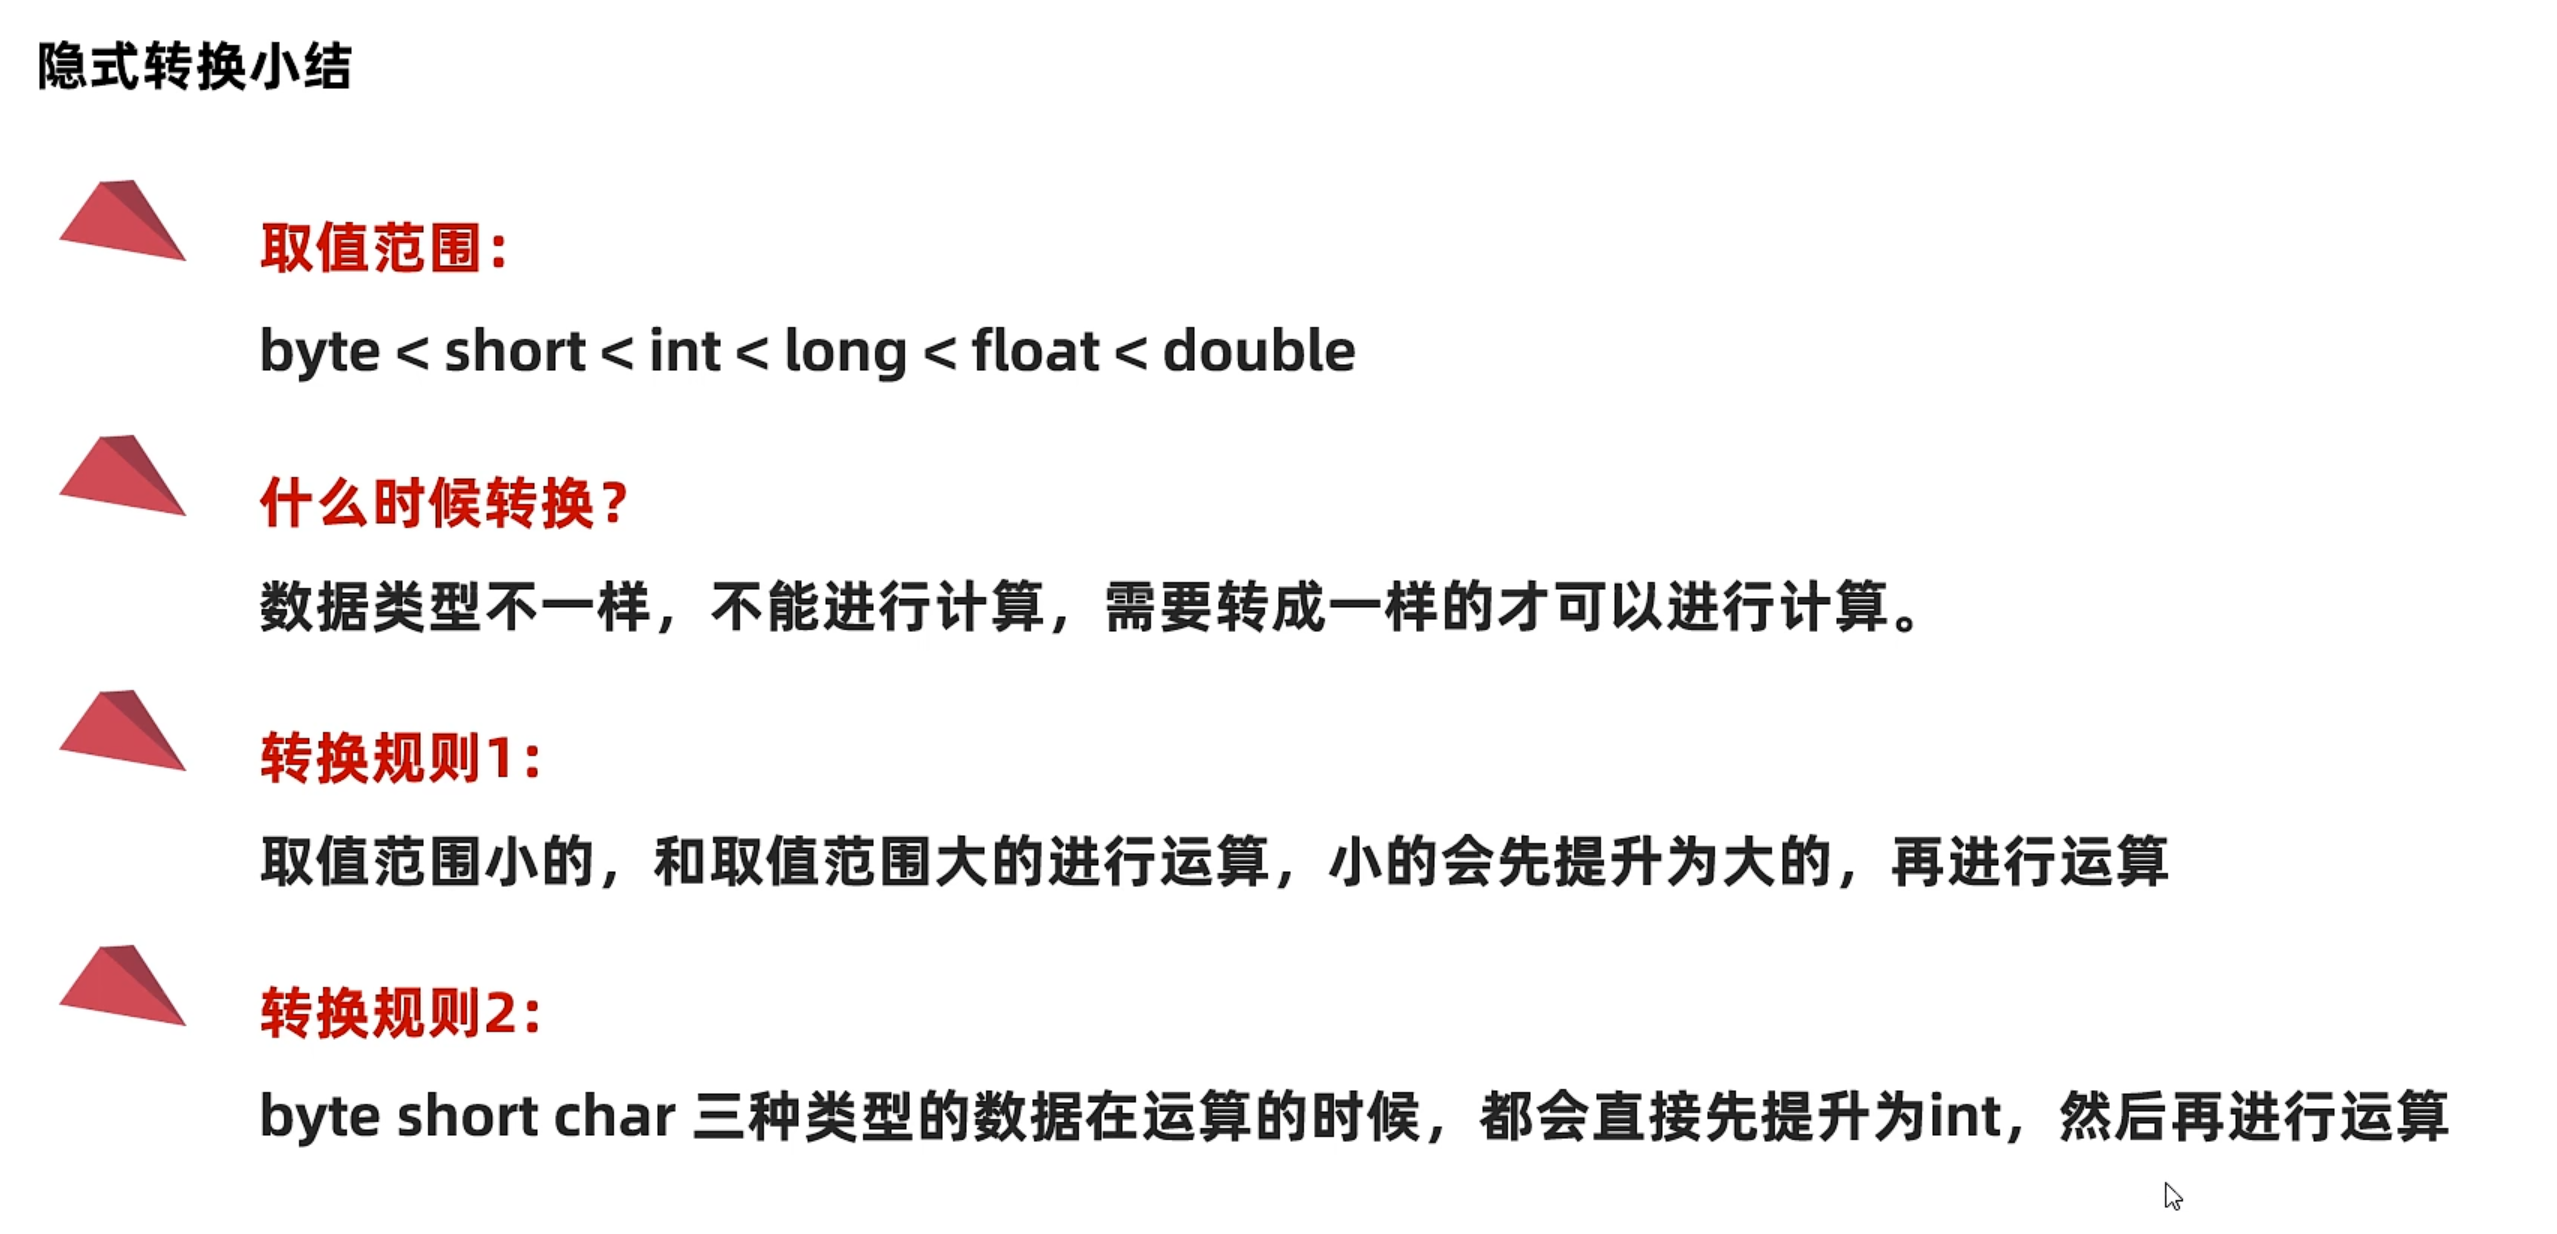 隐式转换小结
取值范围：
byte < short < int < long < float < double
什么时候转换？
数据类型不一样，不能进行计算，需要转成一样的才可以进行计算。
转换规则1：
取值范围小的，和取值范围大的进行运算，小的会先提升为大的，再进行运算
转换规则2：
byte short char 三种类型的数据在运算的时候，都会直接先提升为int，然后再进行运算